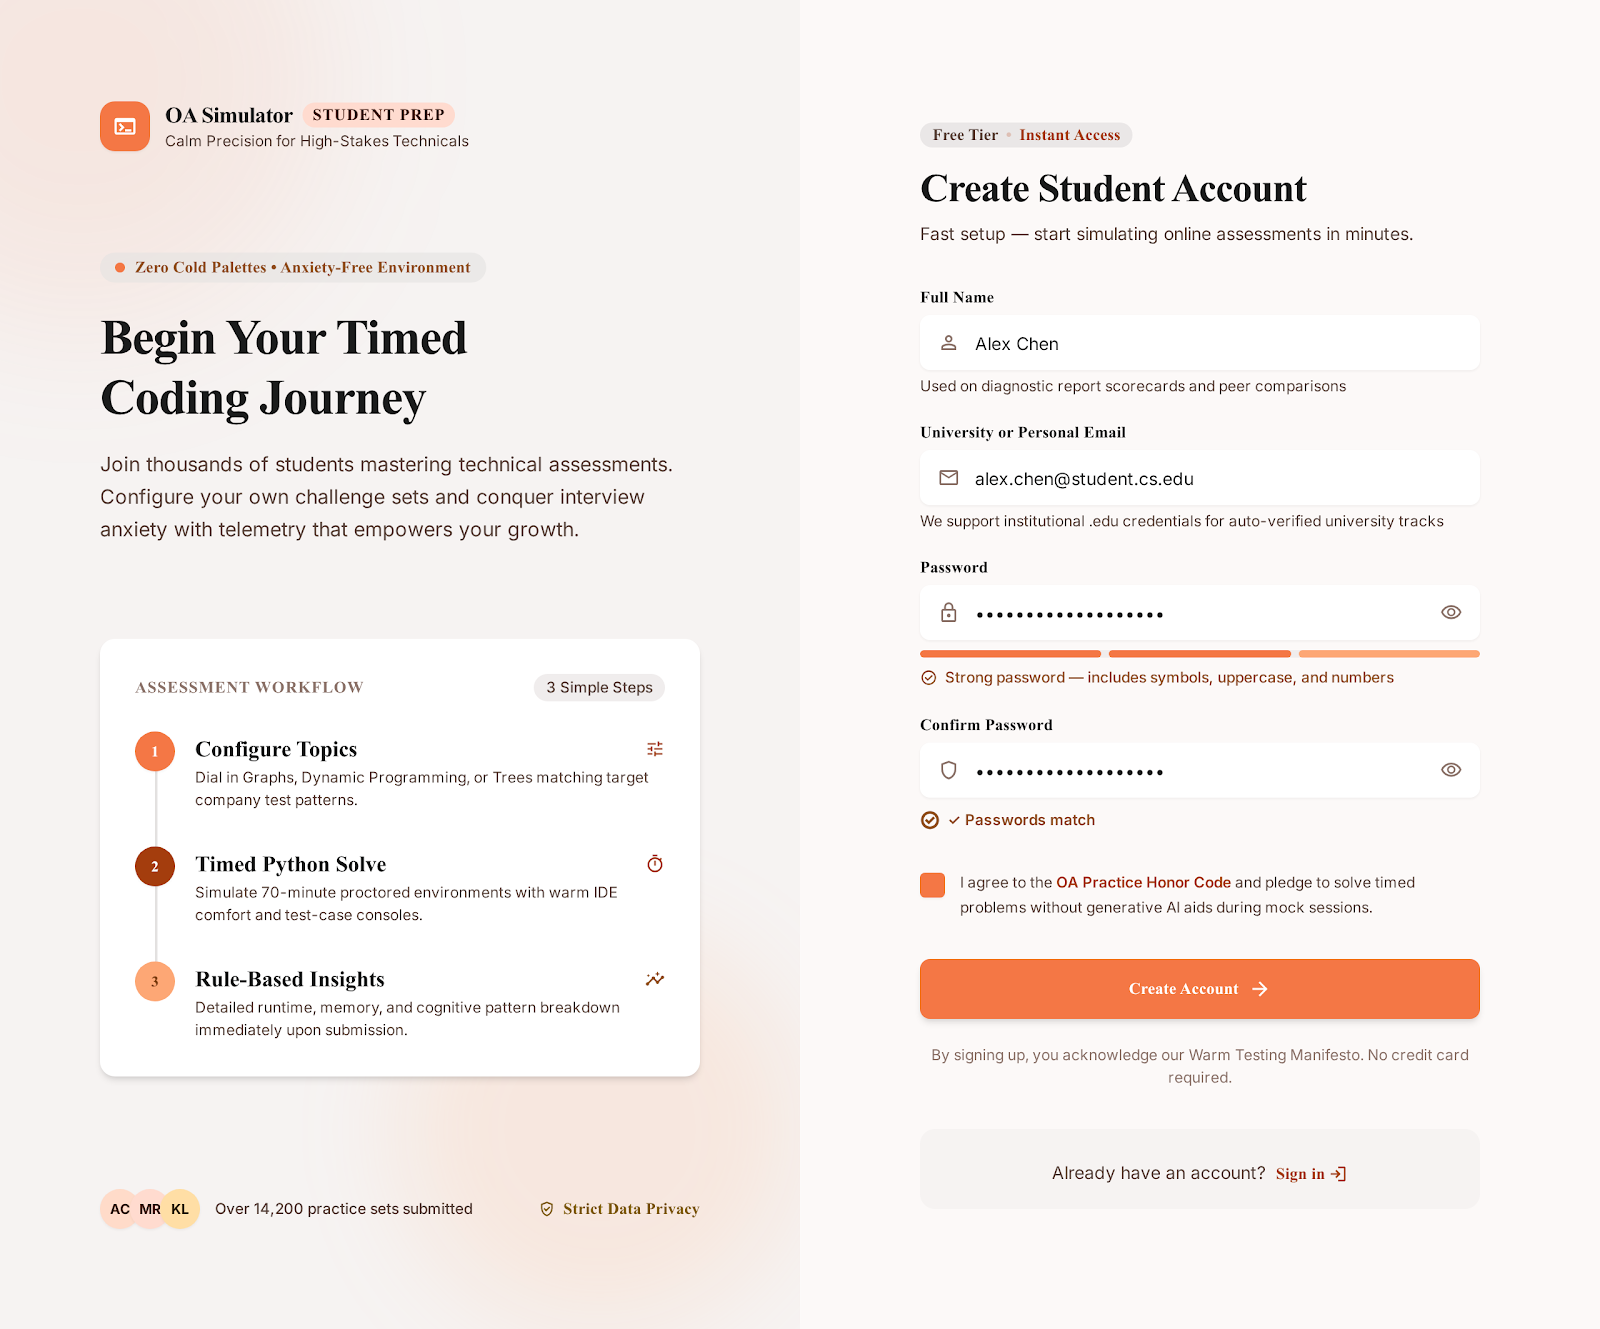 OA Simulator STUDENT PREP
Calm Precision for High-Stakes Technicals
Zero Cold Palettes • Anxiety-Free Environment
Begin Your Timed
Coding Journey
Join thousands of students mastering technical assessments.
Configure your own challenge sets and conquer interview
anxiety with telemetry that empowers your growth.
ASSESSMENT WORKFLOW 3 Simple Steps
1 Configure Topics
Dial in Graphs, Dynamic Programming, or Trees matching target
company test patterns.
2 Timed Python Solve
Simulate 70-minute proctored environments with warm IDE
comfort and test-case consoles.
3 Rule-Based Insights
Detailed runtime, memory, and cognitive pattern breakdown
immediately upon submission.
AC MR KL Over 14,200 practice sets submitted Strict Data Privacy
Free Tier • Instant Access
Create Student Account
Fast setup — start simulating online assessments in minutes.
Full Name
Alex Chen
Used on diagnostic report scorecards and peer comparisons
University or Personal Email
alex.chen@student.cs.edu
We support institutional .edu credentials for auto-verified university tracks
Password
•••••••••••••••••••
Strong password — includes symbols, uppercase, and numbers
Confirm Password
•••••••••••••••••••
✓ Passwords match
I agree to the OA Practice Honor Code and pledge to solve timed
problems without generative AI aids during mock sessions.
Create Account →
By signing up, you acknowledge our Warm Testing Manifesto. No credit card
required.
Already have an account? Sign in